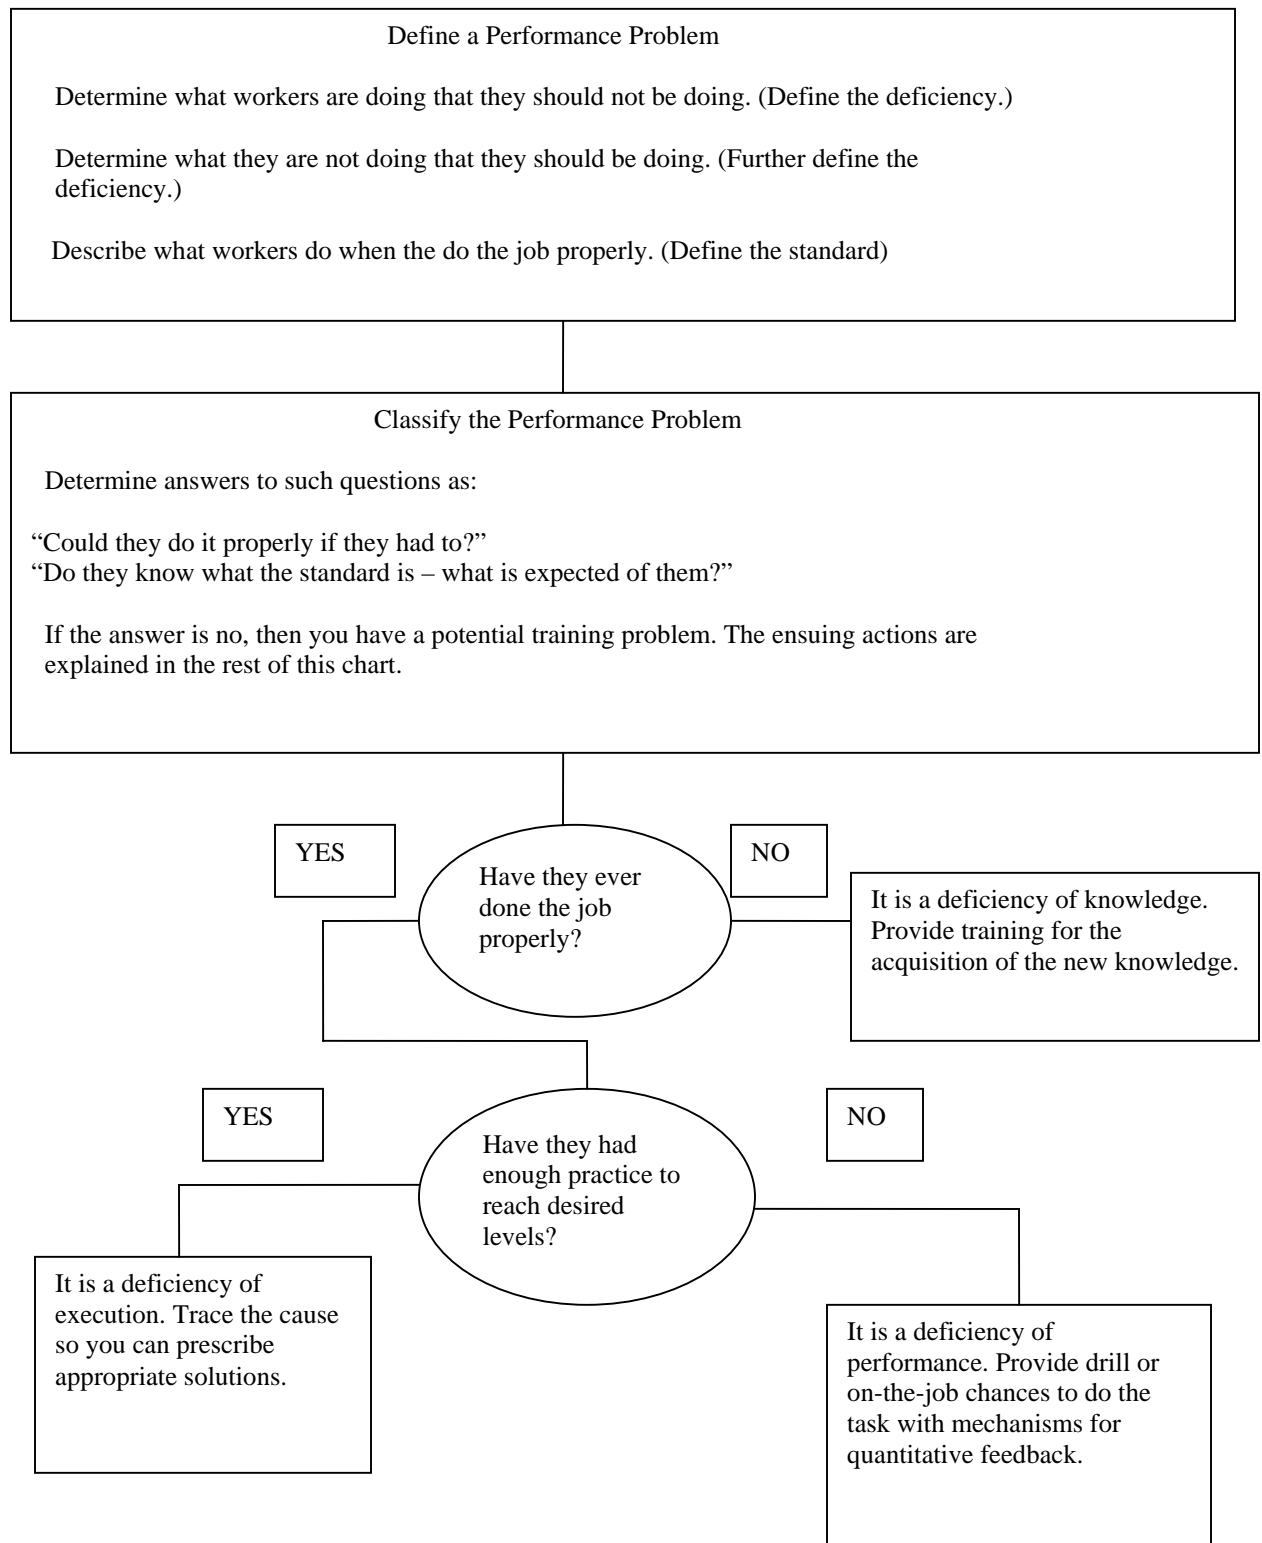 Define a Performance Problem
Determine what workers are doing that they should not be doing. (Define the deficiency.)
Determine what they are not doing that they should be doing. (Further define the
deficiency.)
Describe what workers do when the do the job properly. (Define the standard)
Classify the Performance Problem
Determine answers to such questions as:
“Could they do it properly if they had to?”
“Do they know what the standard is – what is expected of them?”
If the answer is no, then you have a potential training problem. The ensuing actions are
explained in the rest of this chart.
YES
Have they ever
done the job
properly?
NO
It is a deficiency of knowledge.
Provide training for the
acquisition of the new knowledge.
YES
Have they had
enough practice to
reach desired
levels?
NO
It is a deficiency of
execution. Trace the cause
so you can prescribe
appropriate solutions.
It is a deficiency of
performance. Provide drill or
on-the-job chances to do the
task with mechanisms for
quantitative feedback.